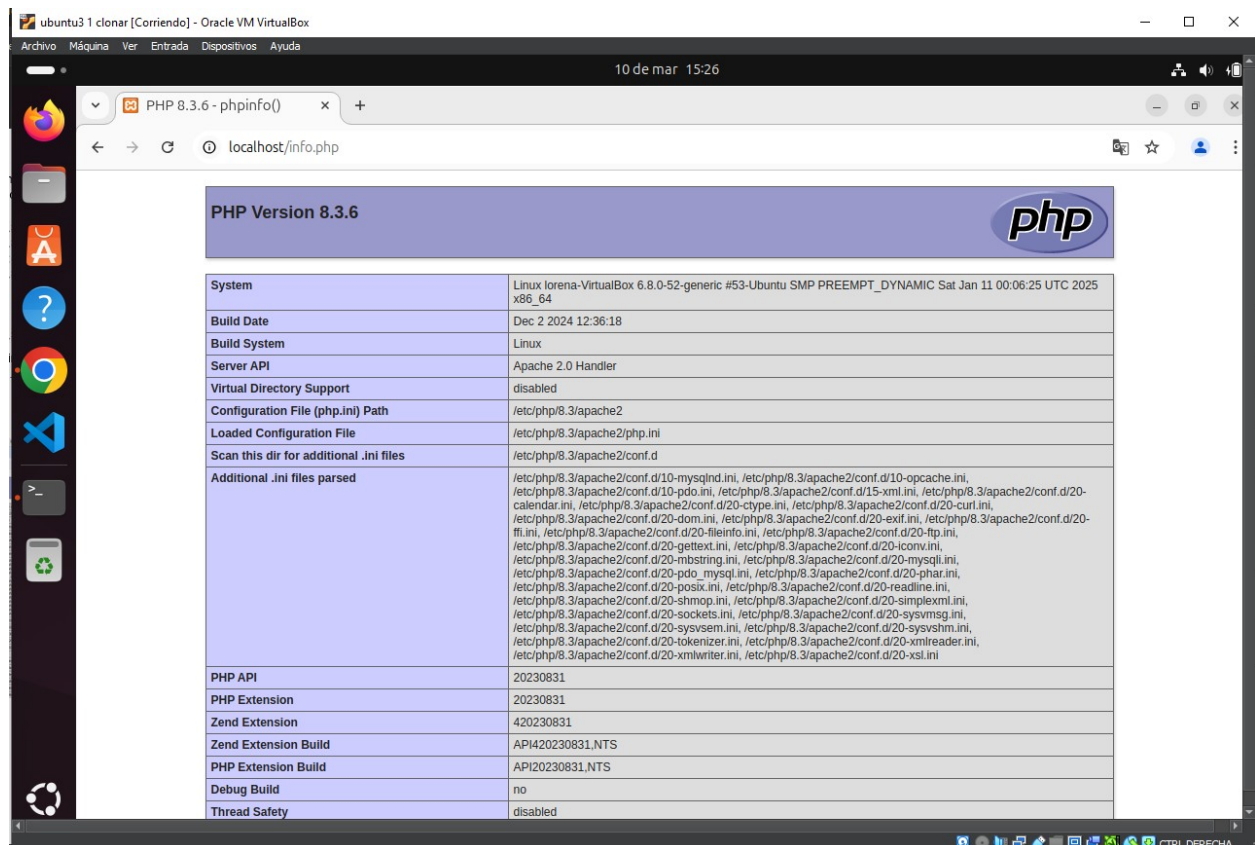 ubuntu3 1 clonar [Corriendo] - Oracle VM VirtualBox
Archivo Máquina Ver Entrada Dispositivos Ayuda
10 de mar 15:26
PHP 8.3.6 - phpinfo()
localhost/info.php
PHP Version 8.3.6
php
System Linux lorena-VirtualBox 6.8.0-52-generic #53-Ubuntu SMP PREEMPT_DYNAMIC Sat Jan 11 00:06:25 UTC 2025
x86_64
Build Date Dec 2 2024 12:36:18
Build System Linux
Server API Apache 2.0 Handler
Virtual Directory Support disabled
Configuration File (php.ini) Path /etc/php/8.3/apache2
Loaded Configuration File /etc/php/8.3/apache2/php.ini
Scan this dir for additional .ini files /etc/php/8.3/apache2/conf.d
Additional .ini files parsed /etc/php/8.3/apache2/conf.d/10-mysqlnd.ini, /etc/php/8.3/apache2/conf.d/10-opcache.ini,
/etc/php/8.3/apache2/conf.d/10-pdo.ini, /etc/php/8.3/apache2/conf.d/15-xml.ini, /etc/php/8.3/apache2/conf.d/20-
calendar.ini, /etc/php/8.3/apache2/conf.d/20-ctype.ini, /etc/php/8.3/apache2/conf.d/20-curl.ini,
/etc/php/8.3/apache2/conf.d/20-dom.ini, /etc/php/8.3/apache2/conf.d/20-exif.ini, /etc/php/8.3/apache2/conf.d/20-
ffi.ini, /etc/php/8.3/apache2/conf.d/20-fileinfo.ini, /etc/php/8.3/apache2/conf.d/20-ftp.ini,
/etc/php/8.3/apache2/conf.d/20-gettext.ini, /etc/php/8.3/apache2/conf.d/20-iconv.ini,
/etc/php/8.3/apache2/conf.d/20-mbstring.ini, /etc/php/8.3/apache2/conf.d/20-mysqli.ini,
/etc/php/8.3/apache2/conf.d/20-pdo_mysql.ini, /etc/php/8.3/apache2/conf.d/20-phar.ini,
/etc/php/8.3/apache2/conf.d/20-posix.ini, /etc/php/8.3/apache2/conf.d/20-readline.ini,
/etc/php/8.3/apache2/conf.d/20-shmop.ini, /etc/php/8.3/apache2/conf.d/20-simplexml.ini,
/etc/php/8.3/apache2/conf.d/20-sockets.ini, /etc/php/8.3/apache2/conf.d/20-sysvmsg.ini,
/etc/php/8.3/apache2/conf.d/20-sysvsem.ini, /etc/php/8.3/apache2/conf.d/20-sysvshm.ini,
/etc/php/8.3/apache2/conf.d/20-tokenizer.ini, /etc/php/8.3/apache2/conf.d/20-xmlreader.ini,
/etc/php/8.3/apache2/conf.d/20-xmlwriter.ini, /etc/php/8.3/apache2/conf.d/20-xsl.ini
PHP API 20230831
PHP Extension 20230831
Zend Extension 420230831
Zend Extension Build API420230831,NTS
PHP Extension Build API20230831,NTS
Debug Build no
Thread Safety disabled
CTRL DERECHA